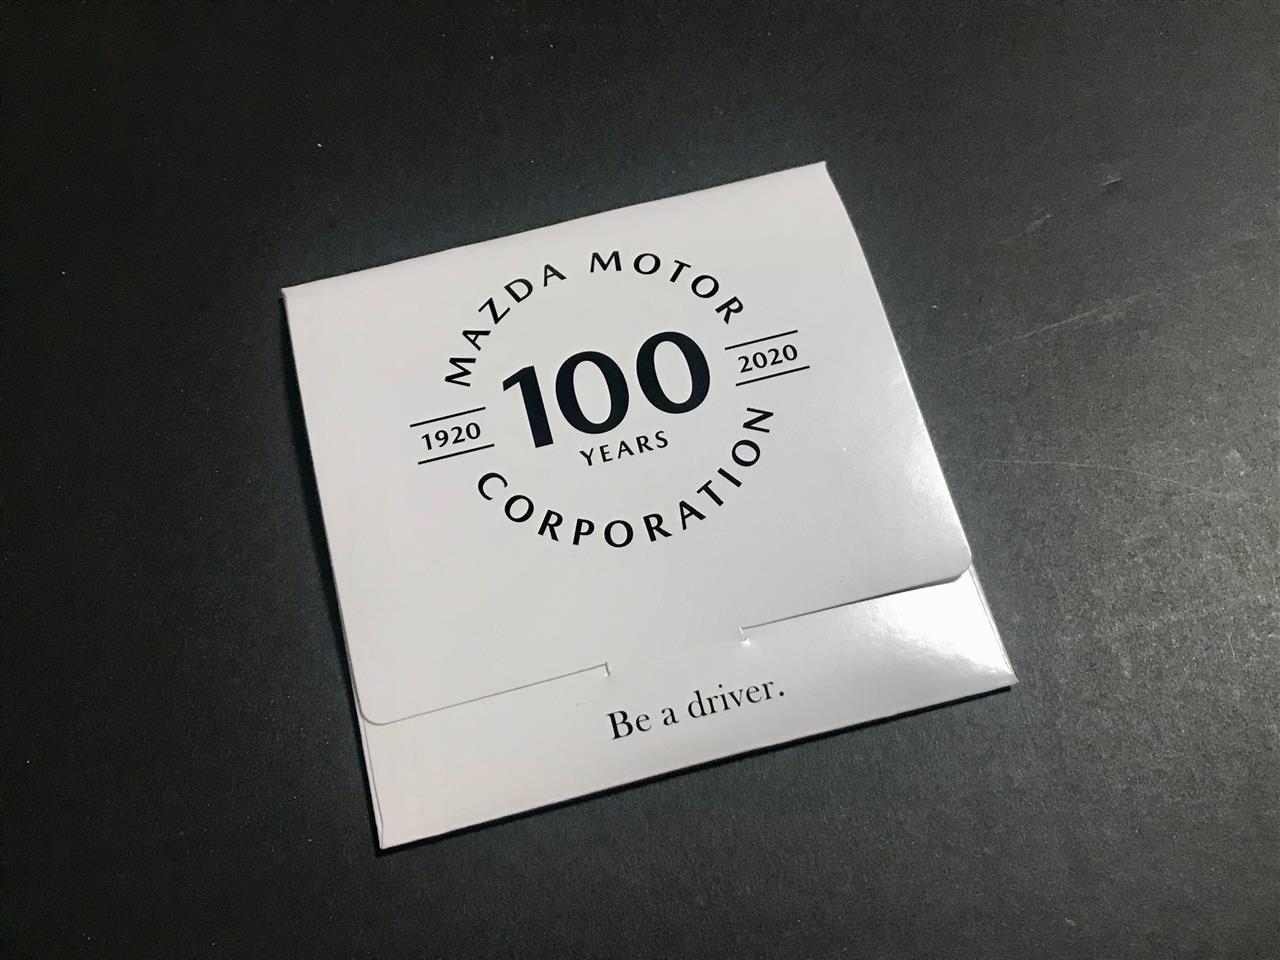 MAZDA MOTOR
1920
100
2020
YEARS
CORPORATION
Be a driver.